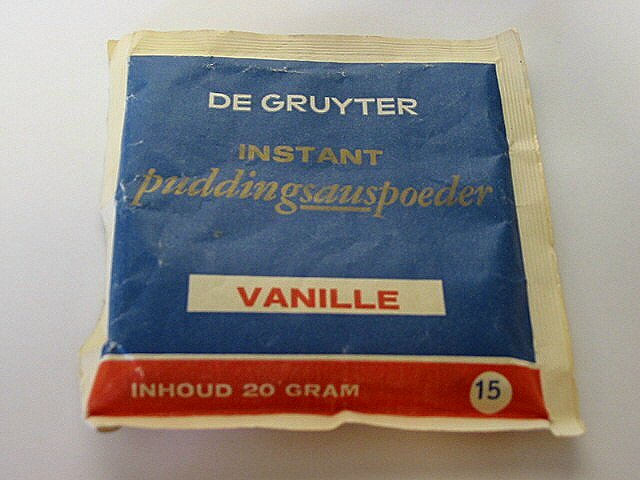 DE GRUYTER
INSTANT
puddingsauspoeder
VANILLE
INHOUD 20 GRAM 15